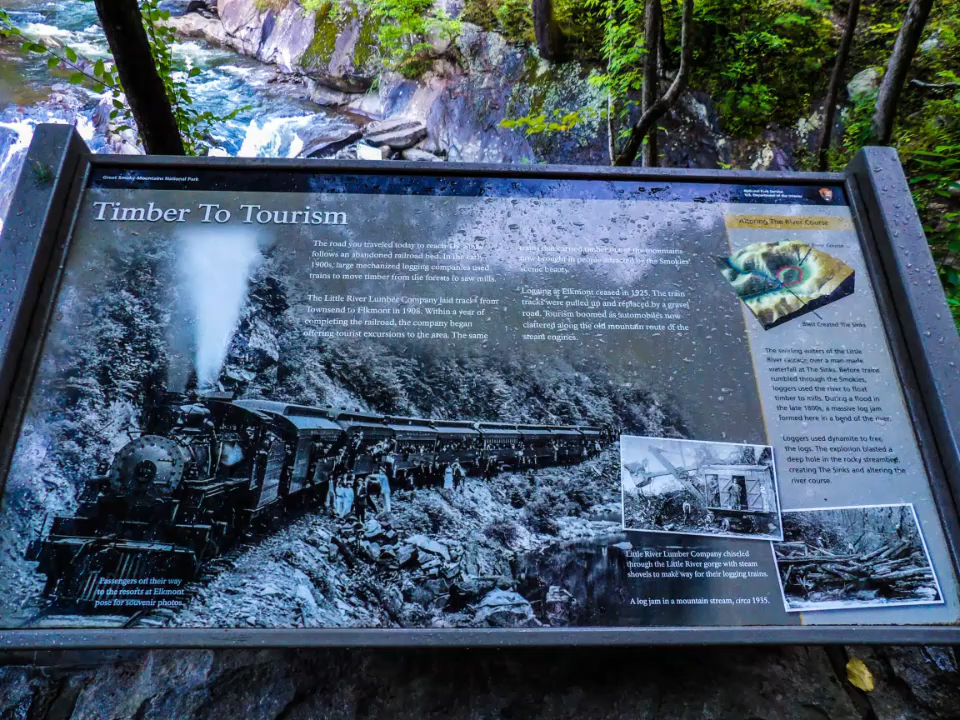 Great Smoky Mountains National Park
National Park Service
U.S. Department of the Interior
Timber To Tourism
The road you traveled today to reach The Sinks
follows an abandoned railroad bed. In the early
1900s, large mechanized logging companies used
trains to move timber from the forests to saw mills.
The Little River Lumber Company laid tracks from
Townsend to Elkmont in 1908. Within a year of
completing the railroad, the company began
offering tourist excursions to the area. The same
trains that carried timber out of the mountains
now brought in people attracted by the Smokies'
scenic beauty.
Logging at Elkmont ceased in 1925. The train
tracks were pulled up and replaced by a gravel
road. Tourism boomed as automobiles now
clattered along the old mountain route of the
steam engines.
Altering The River Course
River Course
Blast Created The Sinks
The swirling waters of the Little
River cascade over a man-made
waterfall at The Sinks. Before trains
rumbled through the Smokies,
loggers used the river to float
timber to mills. During a flood in
the late 1800s, a massive log jam
formed here in a bend of the river.
Loggers used dynamite to free
the logs. The explosion blasted a
deep hole in the rocky streambed,
creating The Sinks and altering the
river course.
Little River Lumber Company chiseled
through the Little River gorge with steam
shovels to make way for their logging trains.
A log jam in a mountain stream, circa 1935.
Passengers on their way
to the resorts at Elkmont
pose for souvenir photos.